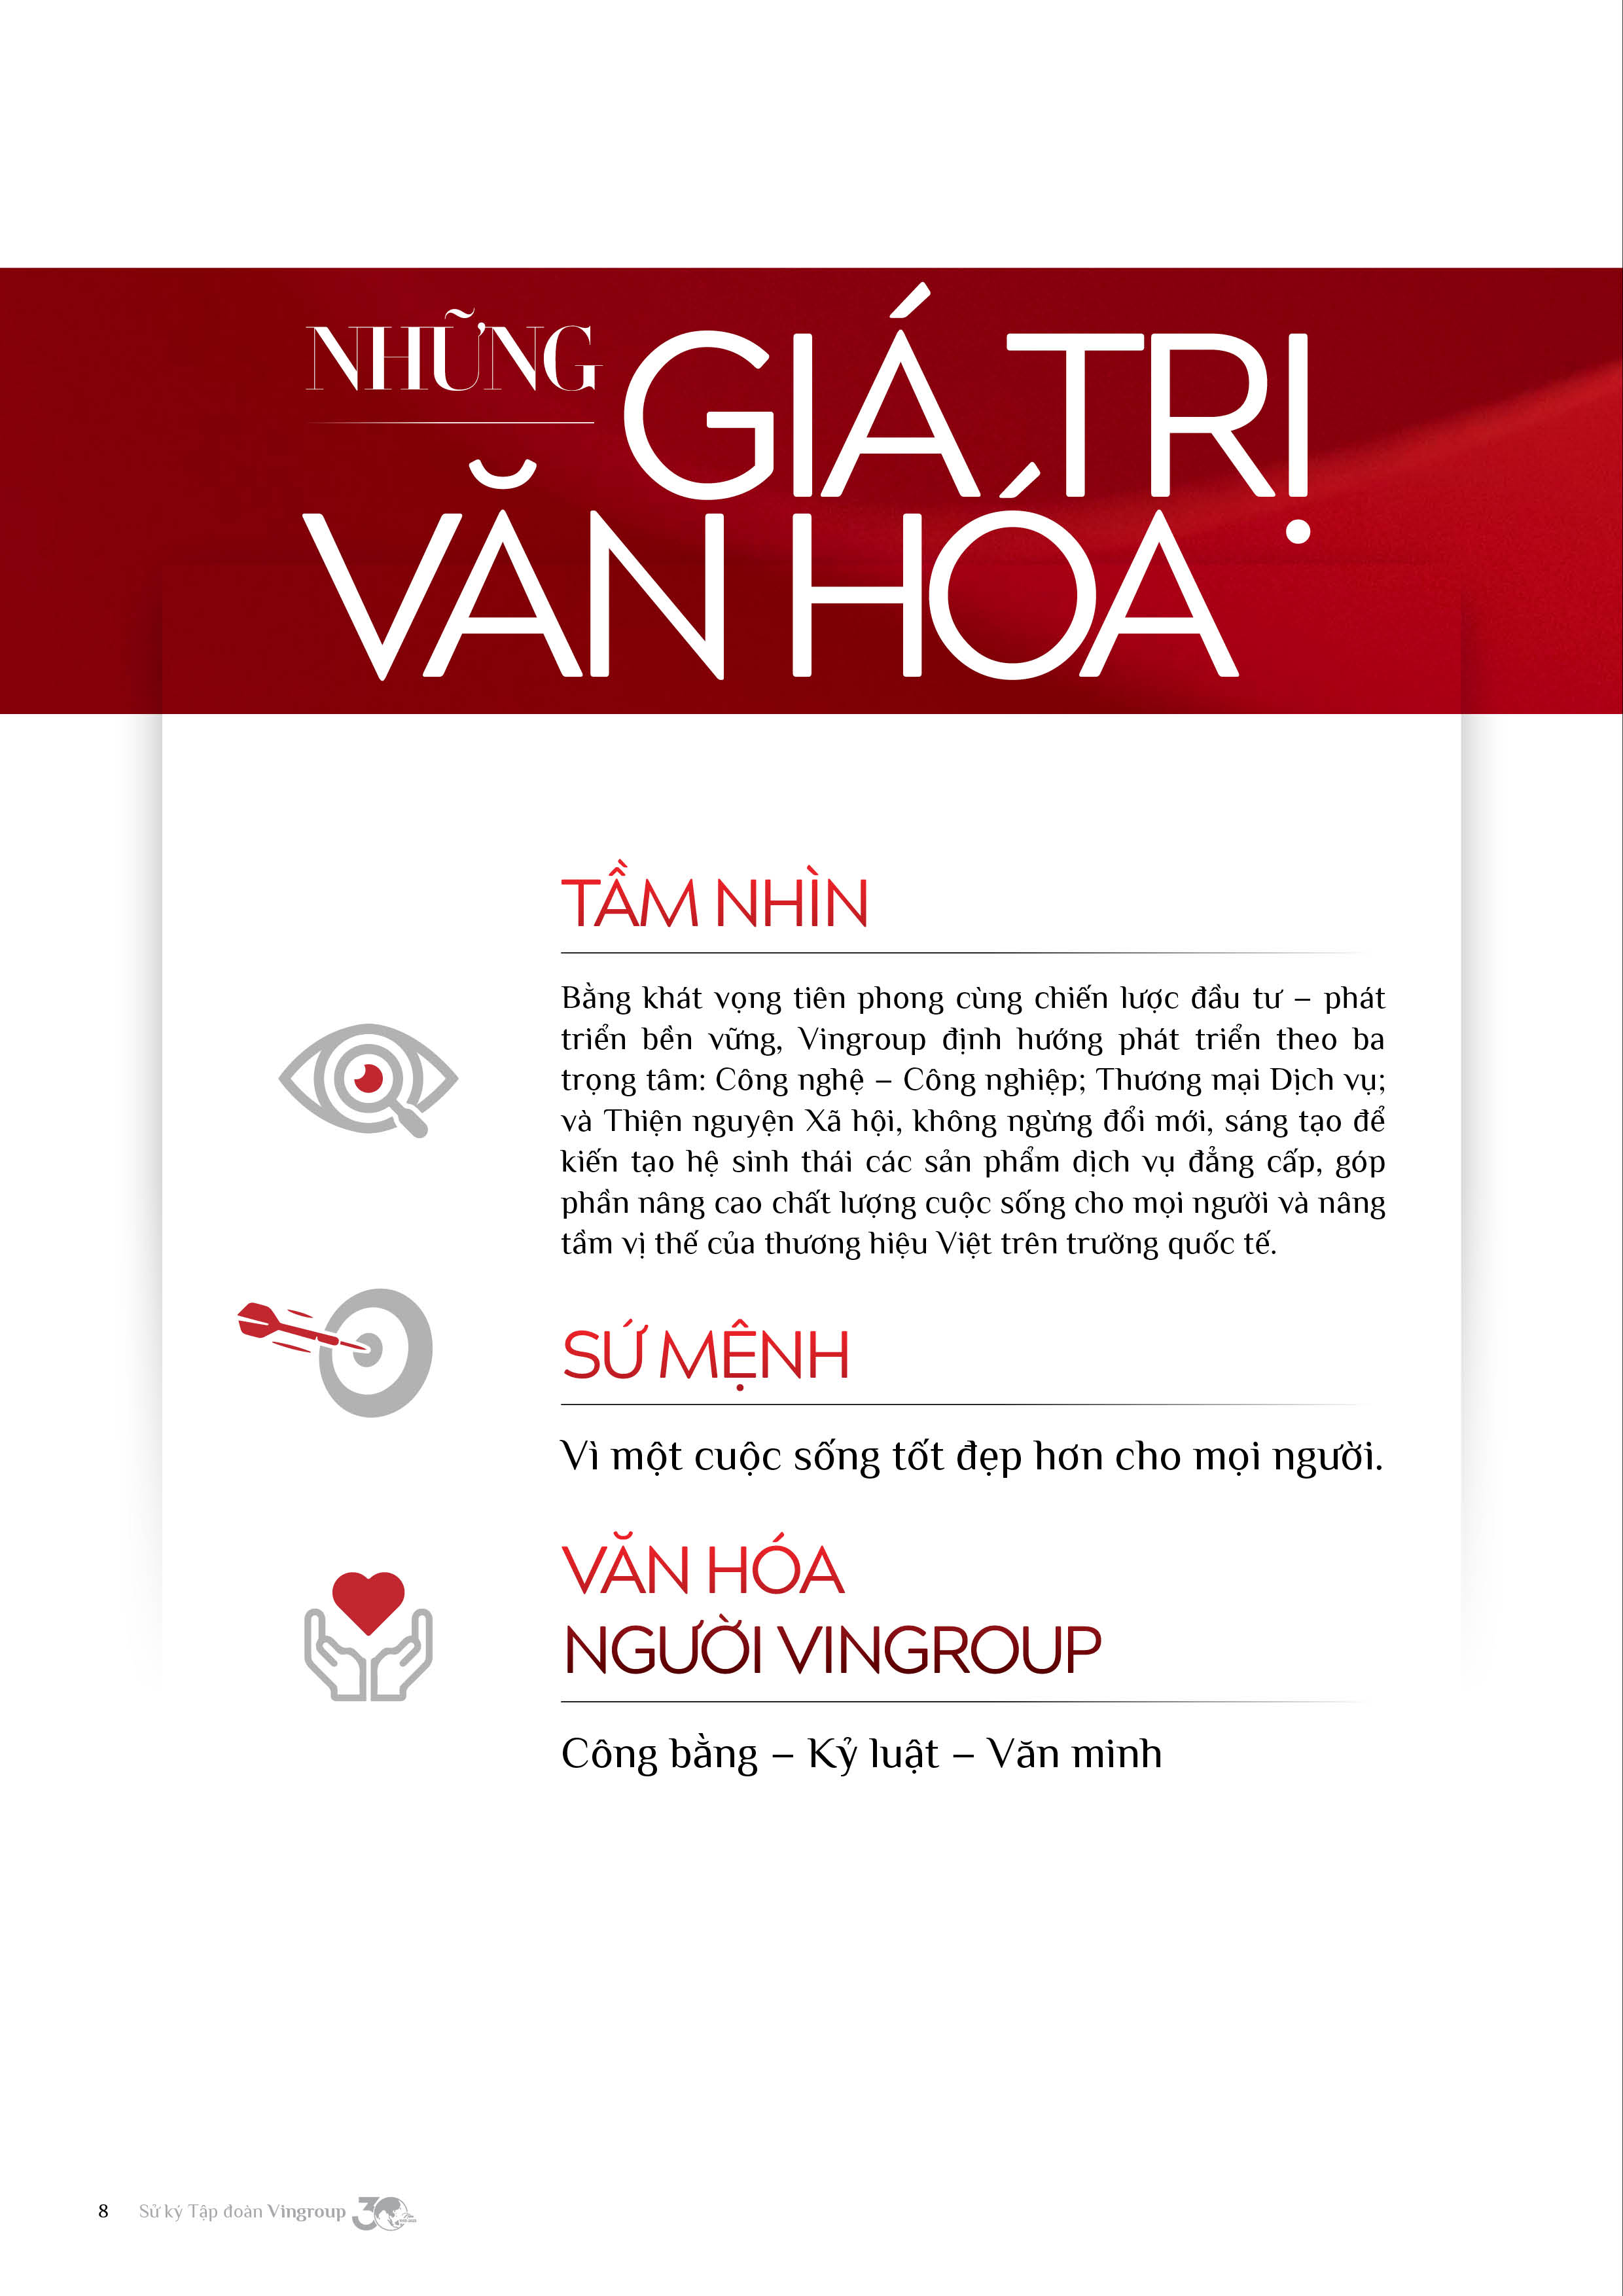 NHỮNG GIÁ TRỊ
VĂN HÓA
TẦM NHÌN
Bằng khát vọng tiên phong cùng chiến lược đầu tư – phát
triển bền vững, Vingroup định hướng phát triển theo ba
trọng tâm: Công nghệ – Công nghiệp; Thương mại Dịch vụ;
và Thiện nguyện Xã hội, không ngừng đổi mới, sáng tạo để
kiến tạo hệ sinh thái các sản phẩm dịch vụ đẳng cấp, góp
phần nâng cao chất lượng cuộc sống cho mọi người và nâng
tầm vị thế của thương hiệu Việt trên trường quốc tế.
SỨ MỆNH
Vì một cuộc sống tốt đẹp hơn cho mọi người.
VĂN HÓA
NGƯỜI VINGROUP
Công bằng – Kỷ luật – Văn minh
8 Sử ký Tập đoàn Vingroup 30